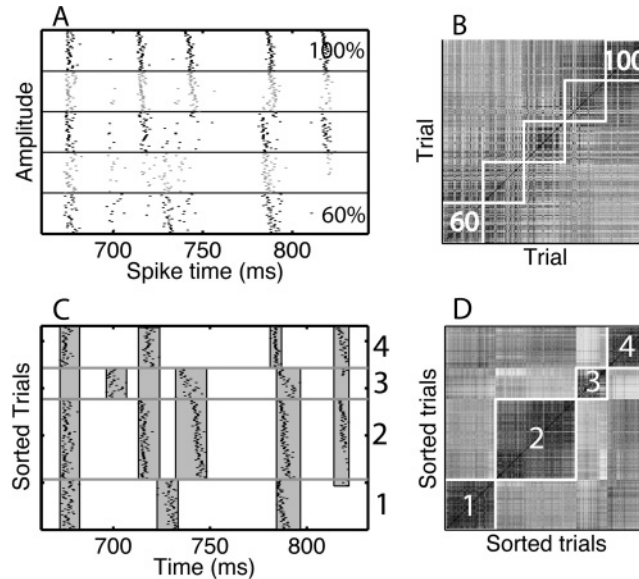 A
100%
60%
Amplitude
700 750 800
Spike time (ms)
B
100
60
Trial
Trial
C
4
3
2
1
Sorted Trials
700 750 800
Time (ms)
D
4
3
2
1
Sorted trials
Sorted trials